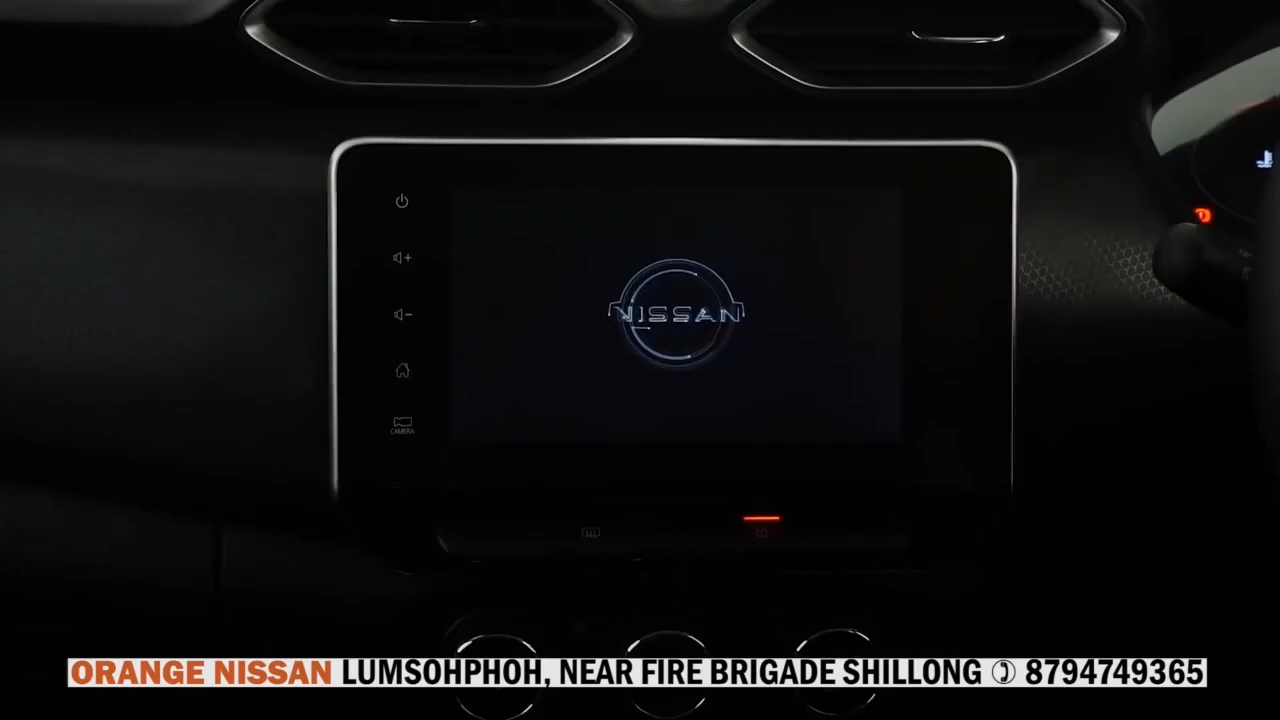 NISSAN
CAMERA
ORANGE NISSAN LUMSOHPHOH, NEAR FIRE BRIGADE SHILLONG ✆ 8794749365